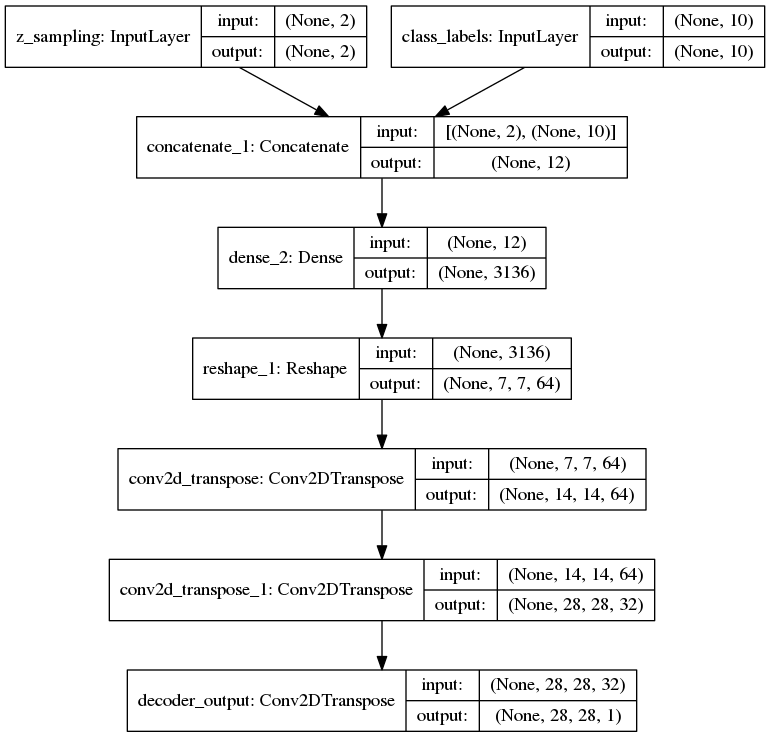 z_sampling: InputLayer
input: (None, 2)
output: (None, 2)
class_labels: InputLayer
input: (None, 10)
output: (None, 10)
concatenate_1: Concatenate
input: [(None, 2), (None, 10)]
output: (None, 12)
dense_2: Dense
input: (None, 12)
output: (None, 3136)
reshape_1: Reshape
input: (None, 3136)
output: (None, 7, 7, 64)
conv2d_transpose: Conv2DTranspose
input: (None, 7, 7, 64)
output: (None, 14, 14, 64)
conv2d_transpose_1: Conv2DTranspose
input: (None, 14, 14, 64)
output: (None, 28, 28, 32)
decoder_output: Conv2DTranspose
input: (None, 28, 28, 32)
output: (None, 28, 28, 1)